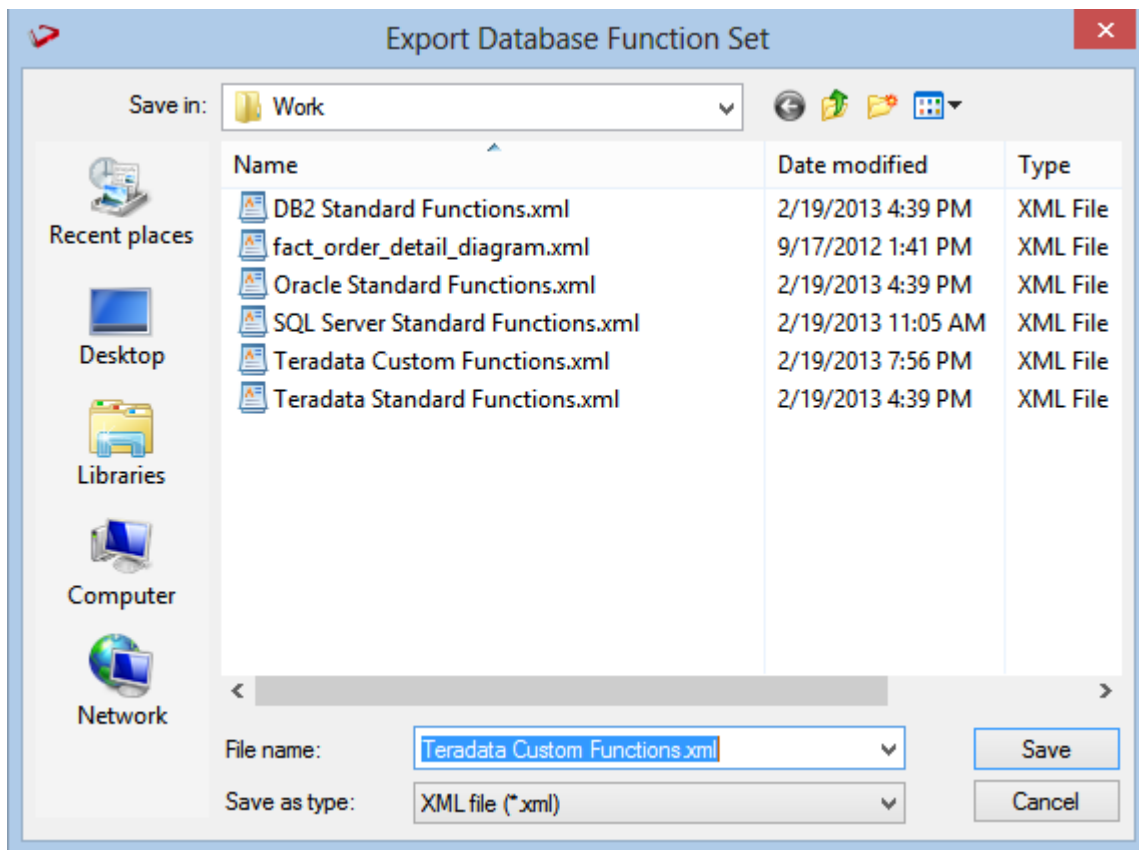 Export Database Function Set
Save in: Work
Name Date modified Type
DB2 Standard Functions.xml 2/19/2013 4:39 PM XML File
fact_order_detail_diagram.xml 9/17/2012 1:41 PM XML File
Oracle Standard Functions.xml 2/19/2013 4:39 PM XML File
SQL Server Standard Functions.xml 2/19/2013 11:05 AM XML File
Teradata Custom Functions.xml 2/19/2013 7:56 PM XML File
Teradata Standard Functions.xml 2/19/2013 4:39 PM XML File
Recent places
Desktop
Libraries
Computer
Network
File name: Teradata Custom Functions.xml Save
Save as type: XML file (*.xml) Cancel